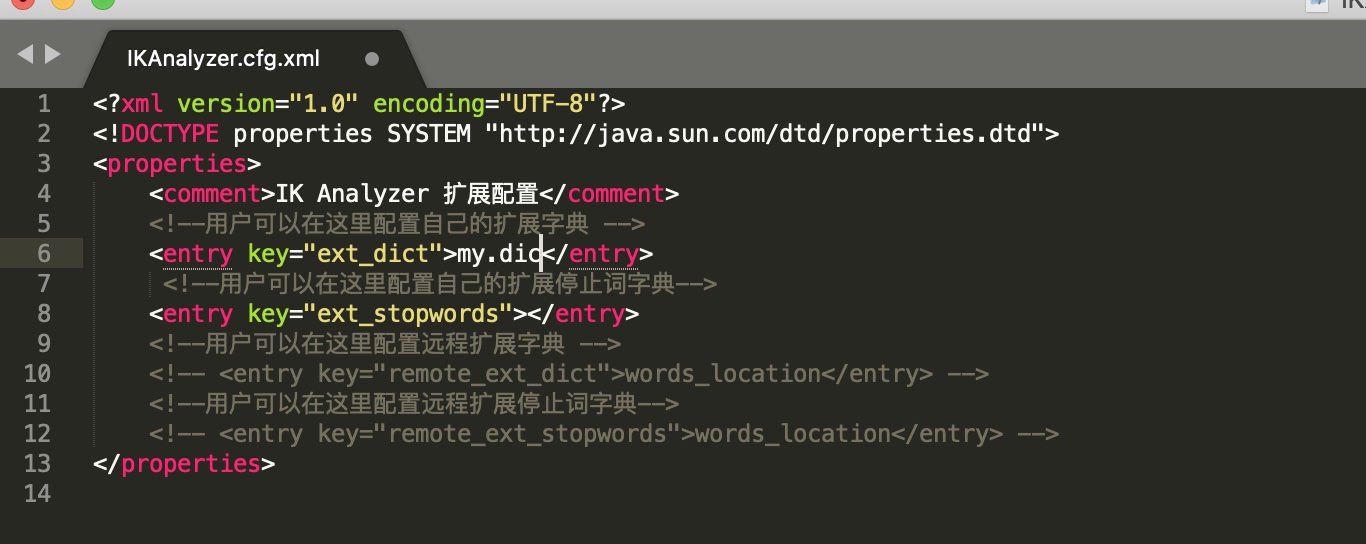 IKAnalyzer.cfg.xml
1 <?xml version="1.0" encoding="UTF-8"?>
2 <!DOCTYPE properties SYSTEM "http://java.sun.com/dtd/properties.dtd">
3 <properties>
4 <comment>IK Analyzer 扩展配置</comment>
5 <!--用户可以在这里配置自己的扩展字典 -->
6 <entry key="ext_dict">my.dic</entry>
7 <!--用户可以在这里配置自己的扩展停止词字典-->
8 <entry key="ext_stopwords"></entry>
9 <!--用户可以在这里配置远程扩展字典 -->
10 <!-- <entry key="remote_ext_dict">words_location</entry> -->
11 <!--用户可以在这里配置远程扩展停止词字典-->
12 <!-- <entry key="remote_ext_stopwords">words_location</entry> -->
13 </properties>
14